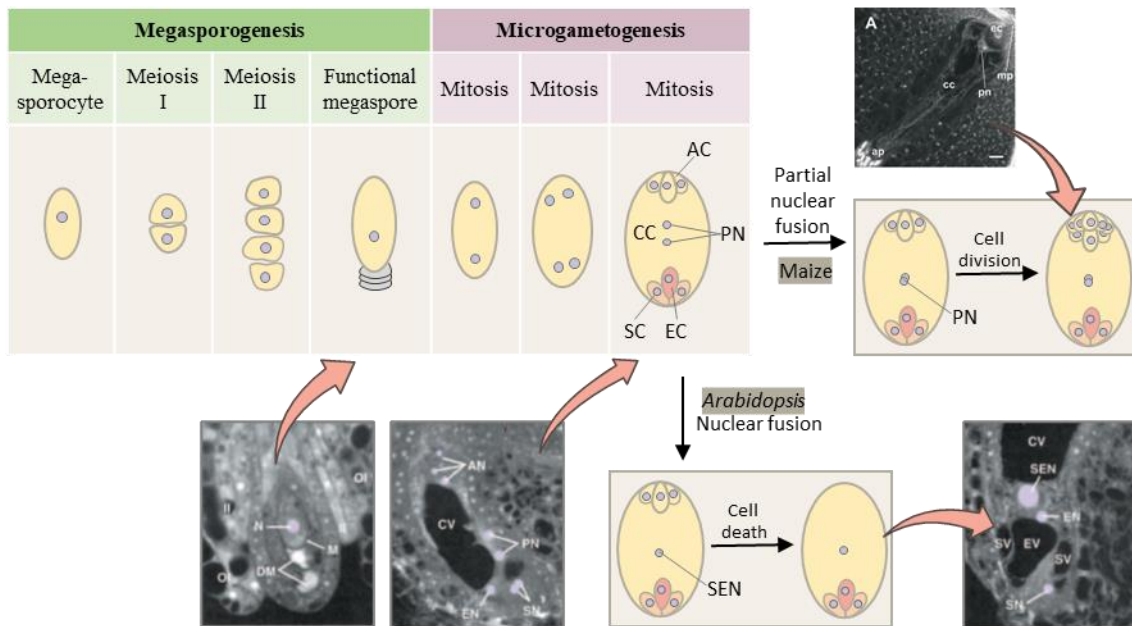 Megasporogenesis
Microgametogenesis
Mega-
sporocyte
Meiosis
I
Meiosis
II
Functional
megaspore
Mitosis
Mitosis
Mitosis
AC
CC
PN
SC
EC
A
ec
mp
pn
cc
ap
Partial
nuclear
fusion
Maize
Cell
division
PN
Arabidopsis
Nuclear fusion
OI
II
N
M
DM
OI
AN
CV
PN
EN
SN
Cell
death
SEN
CV
SEN
EN
SV
EV
SV
SN